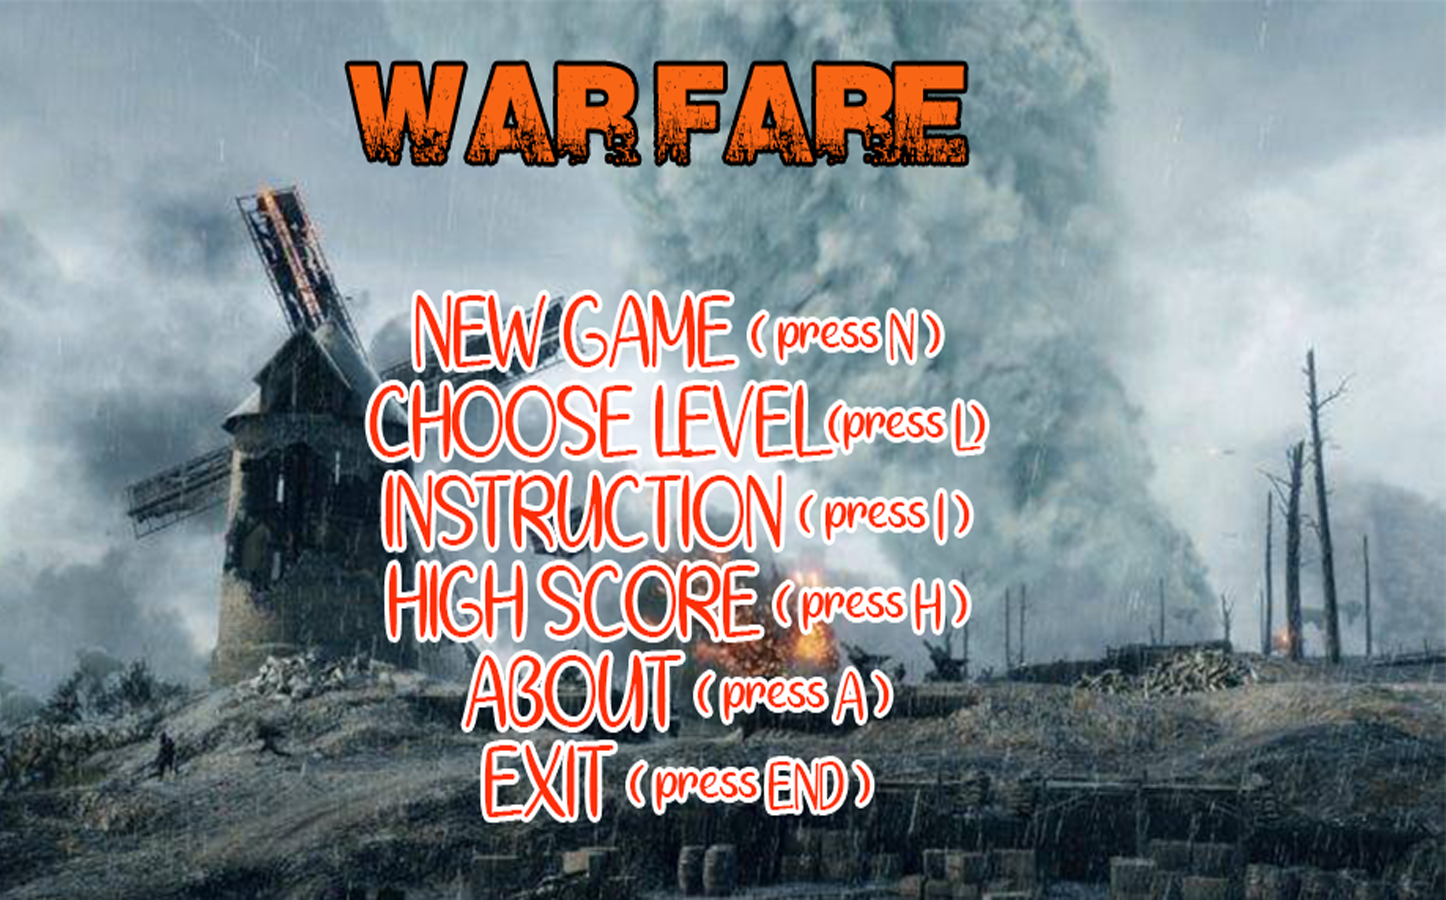 WARFARE
NEW GAME ( press N )
CHOOSE LEVEL(press L)
INSTRUCTION ( press I )
HIGH SCORE ( press H )
ABOUT ( press A )
EXIT ( press END )